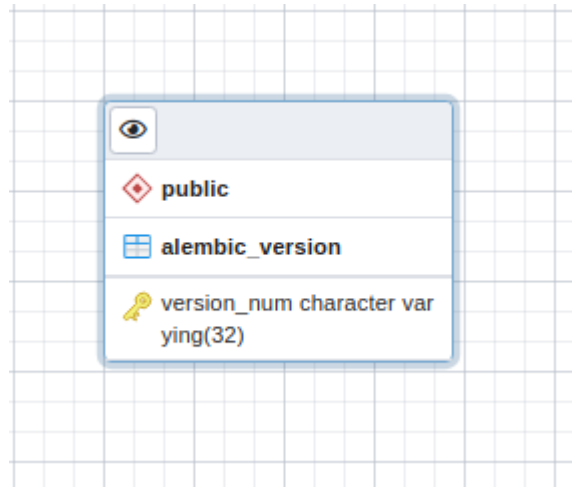 public
alembic_version
version_num character var
ying(32)